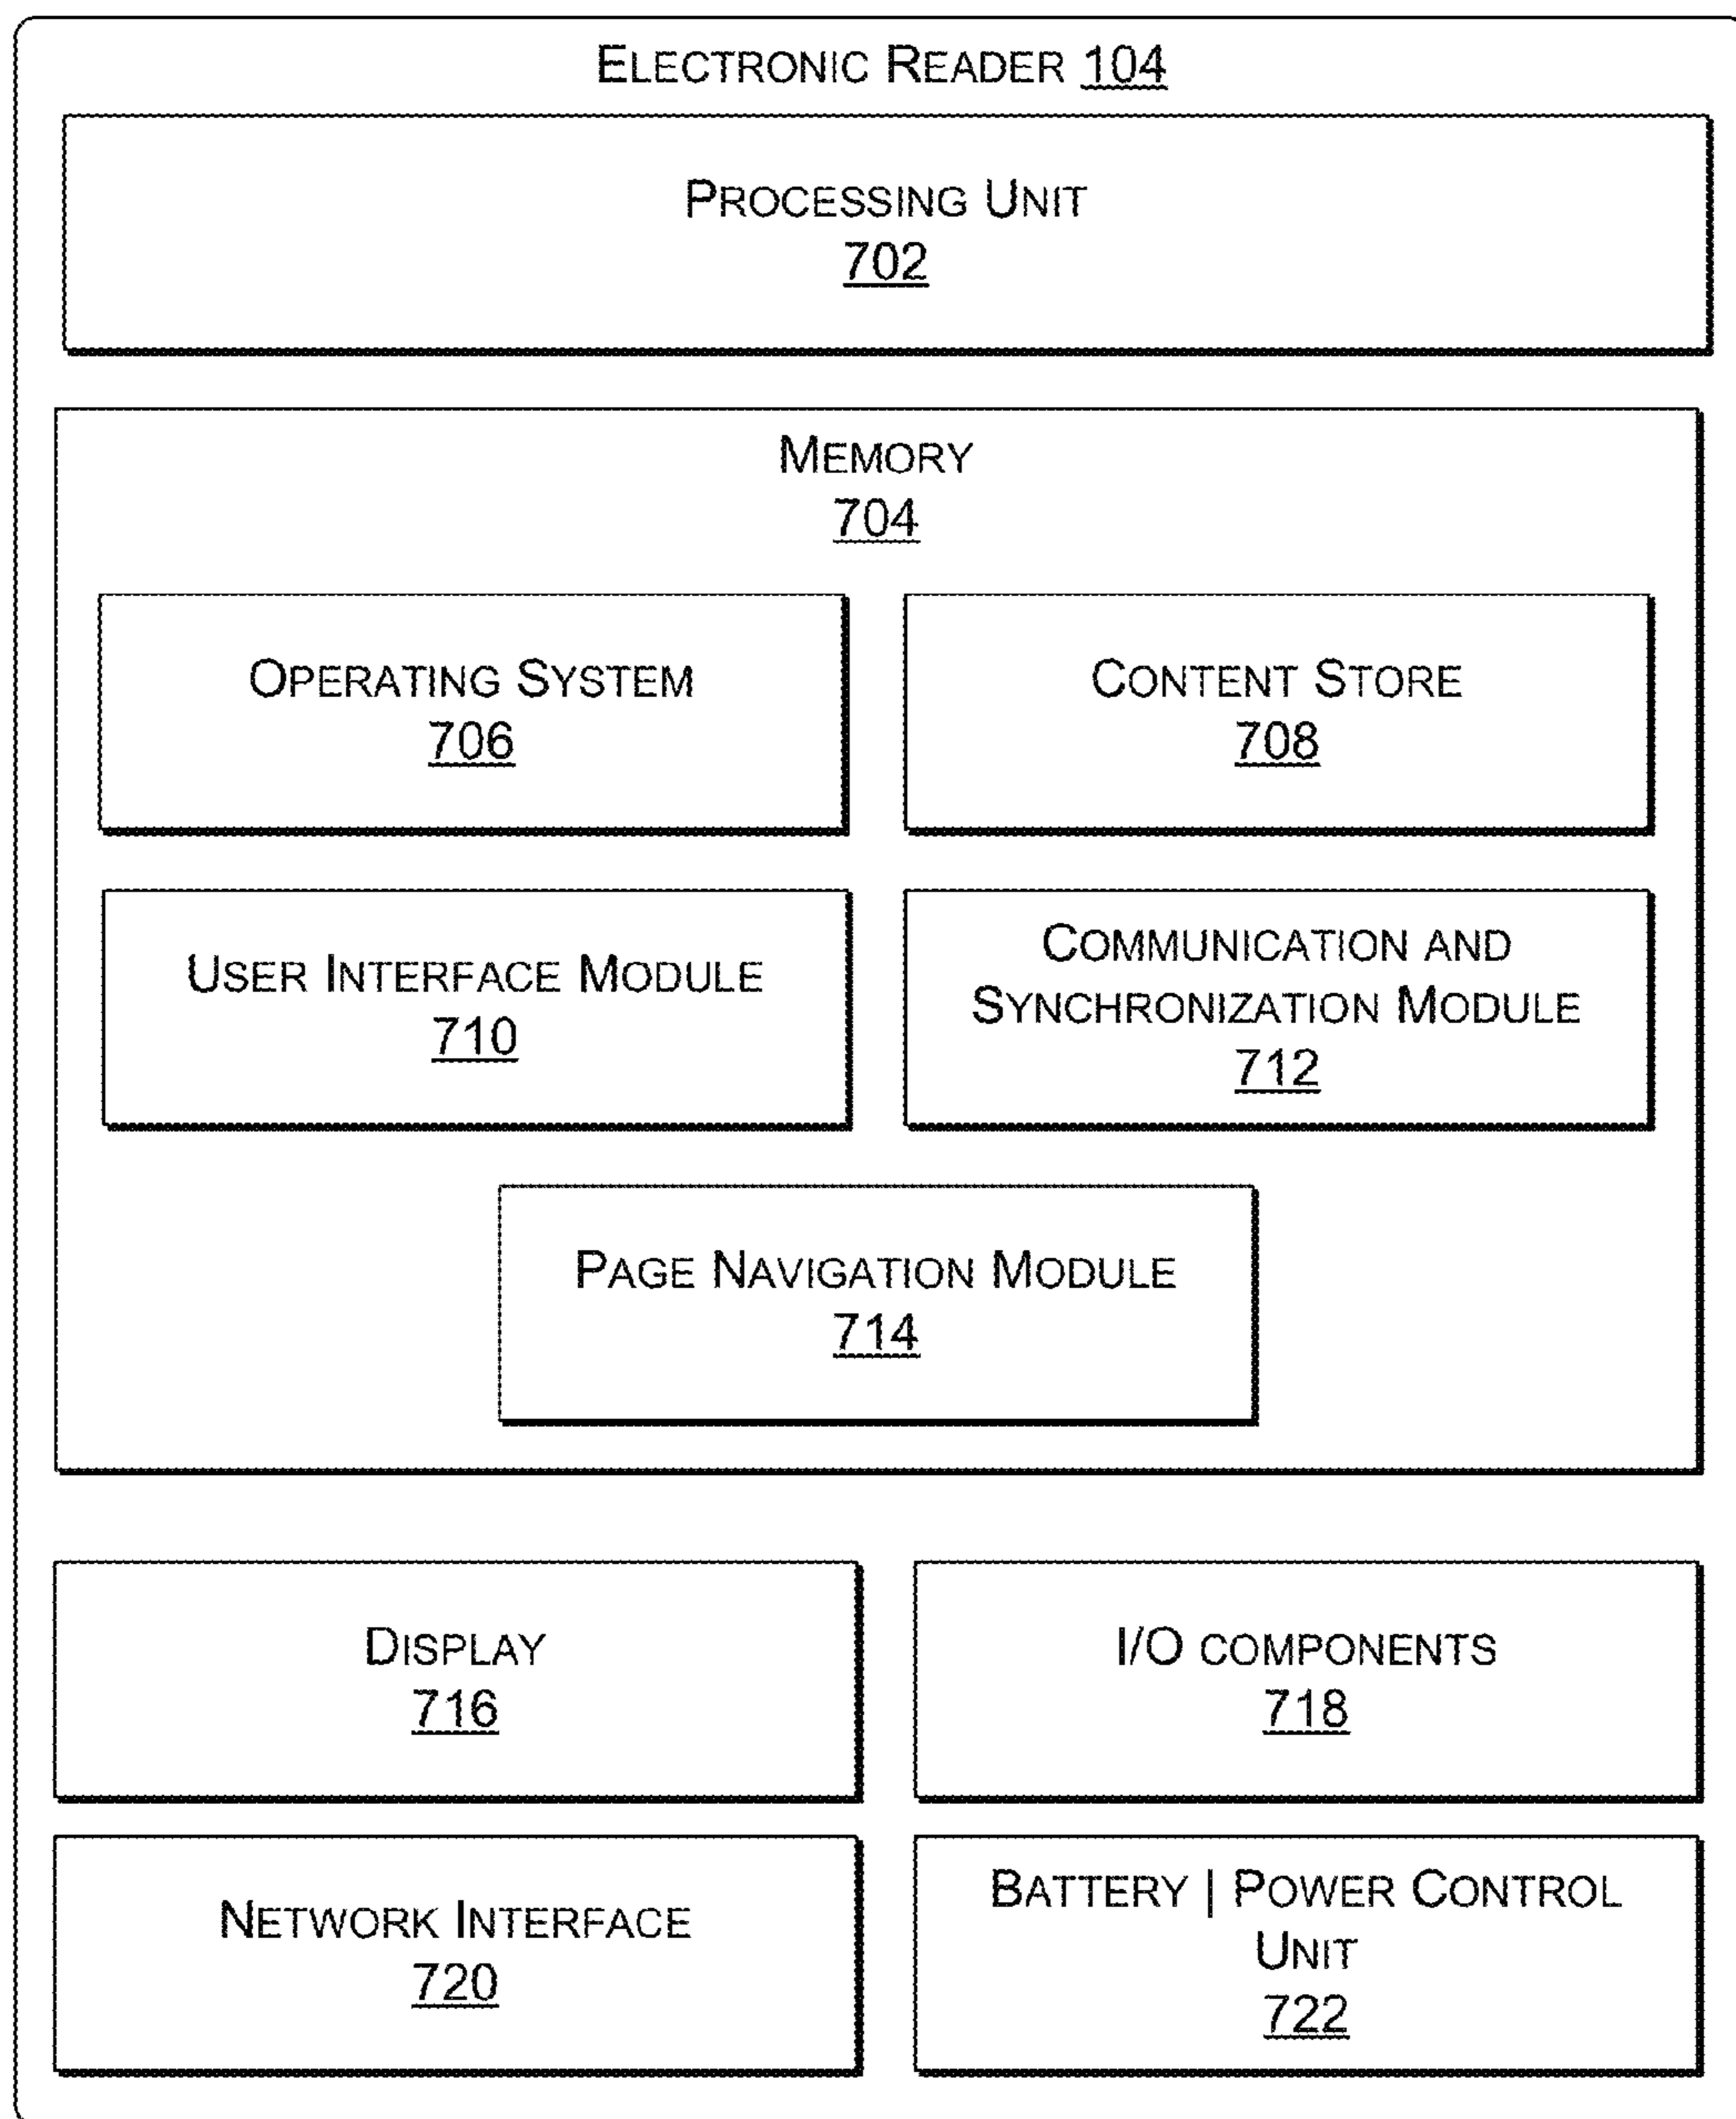 ELECTRONIC READER 104
PROCESSING UNIT
702
MEMORY
704
OPERATING SYSTEM
706
CONTENT STORE
708
USER INTERFACE MODULE
710
COMMUNICATION AND
SYNCHRONIZATION MODULE
712
PAGE NAVIGATION MODULE
714
DISPLAY
716
I/O COMPONENTS
718
NETWORK INTERFACE
720
BATTERY | POWER CONTROL
UNIT
722